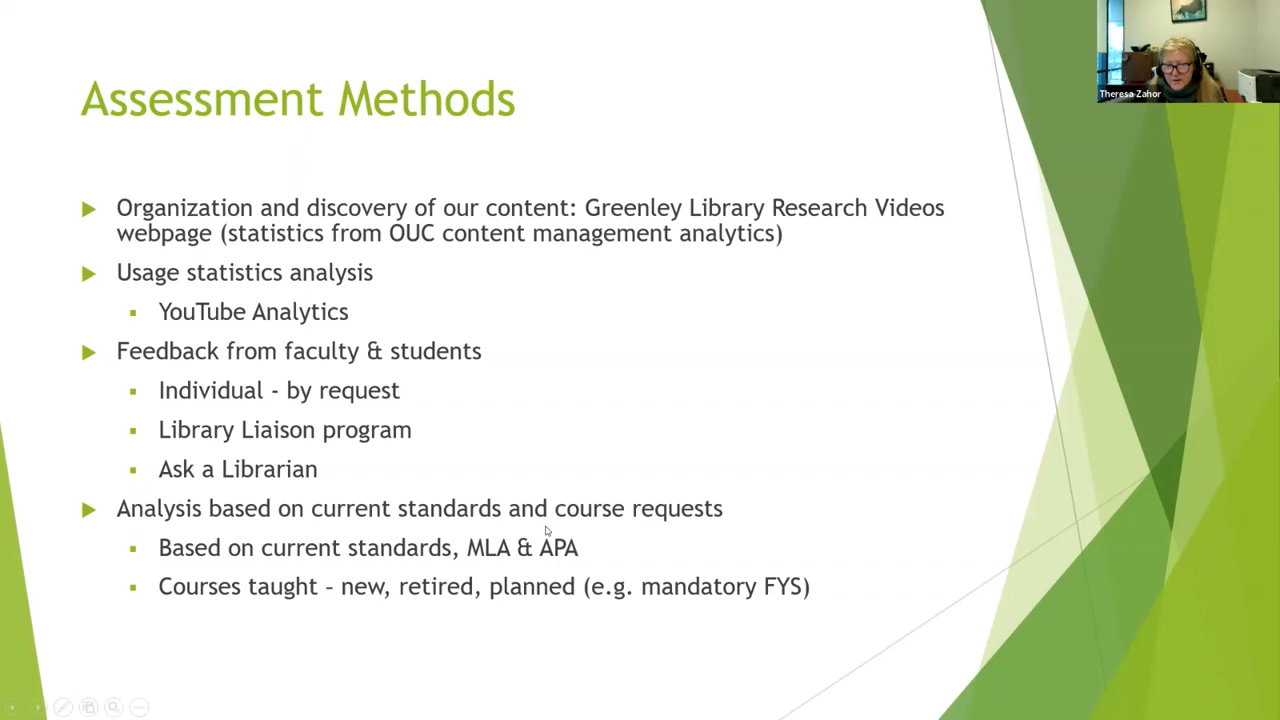 Theresa Zahor
Assessment Methods
Organization and discovery of our content: Greenley Library Research Videos
webpage (statistics from OUC content management analytics)
Usage statistics analysis
YouTube Analytics
Feedback from faculty & students
Individual - by request
Library Liaison program
Ask a Librarian
Analysis based on current standards and course requests
Based on current standards, MLA & APA
Courses taught – new, retired, planned (e.g. mandatory FYS)